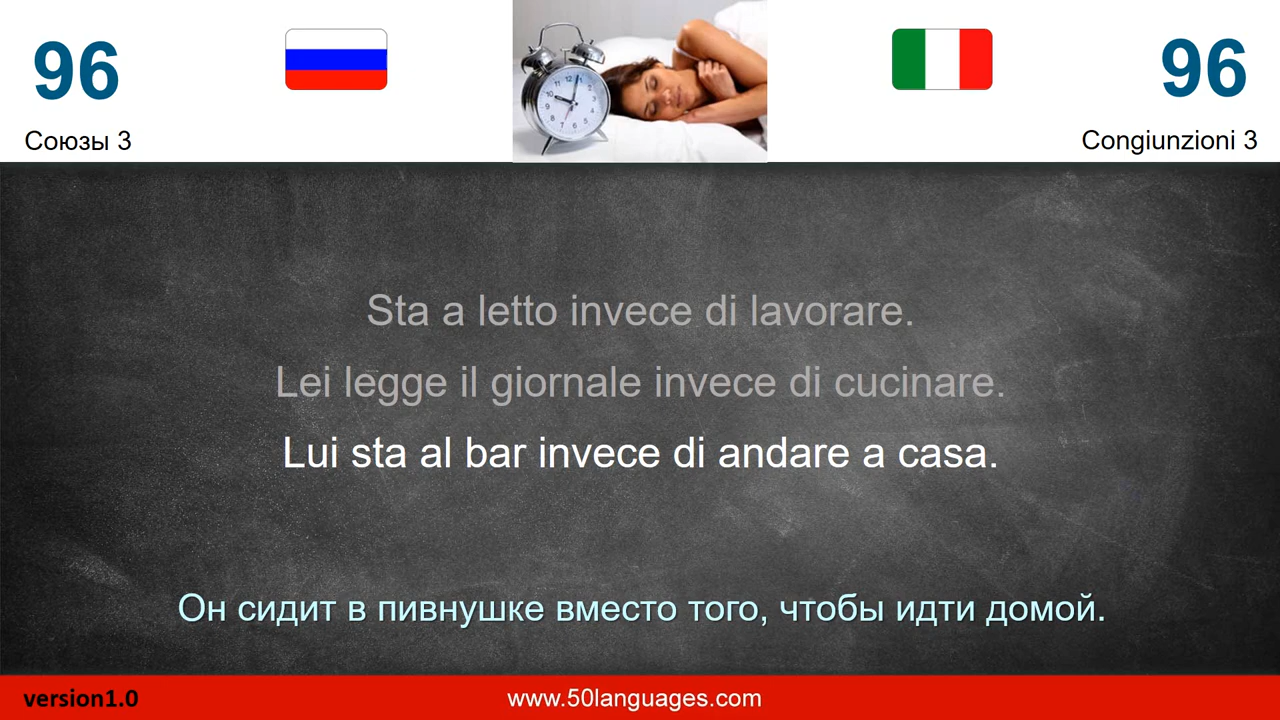 96
96
Союзы 3
Congiunzioni 3
Sta a letto invece di lavorare.
Lei legge il giornale invece di cucinare.
Lui sta al bar invece di andare a casa.
Он сидит в пивнушке вместо того, чтобы идти домой.
version1.0
www.50languages.com